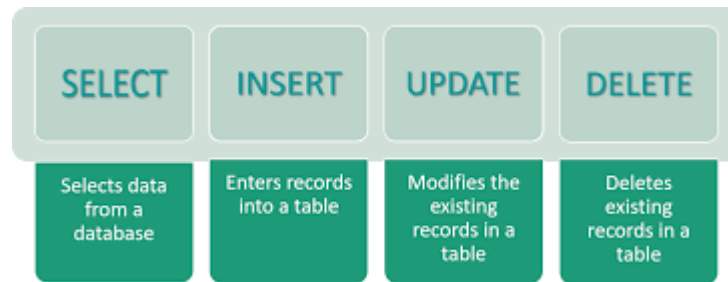 SELECT
INSERT
UPDATE
DELETE
Selects data
from a
database
Enters records
into a table
Modifies the
existing
records in a
table
Deletes
existing
records in a
table